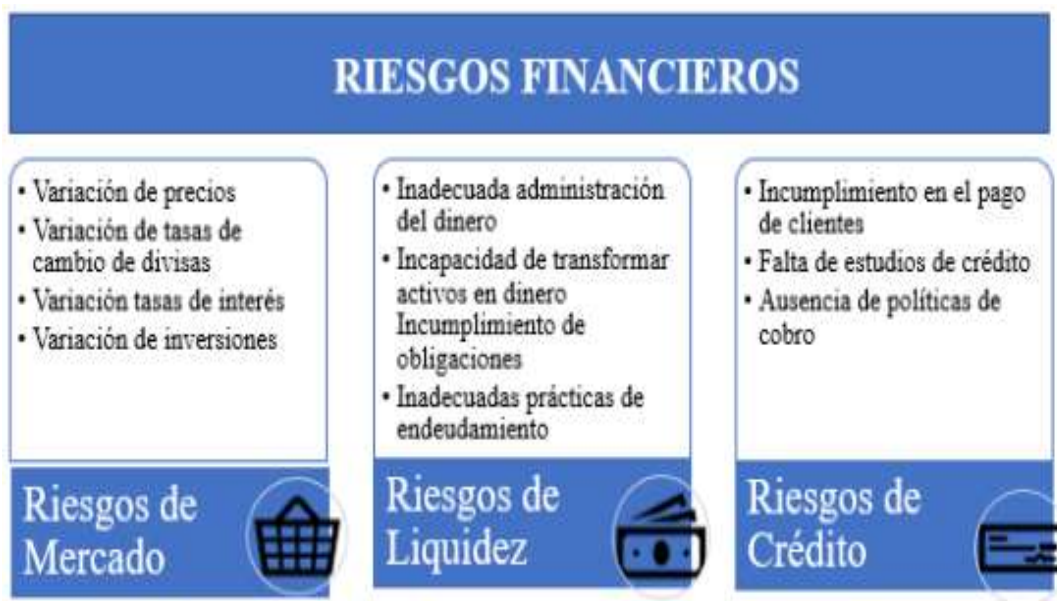 RIESGOS FINANCIEROS
• Variación de precios
• Variación de tasas de
cambio de divisas
• Variación tasas de interés
• Variación de inversiones
Riesgos de
Mercado
• Inadecuada administración
del dinero
• Incapacidad de transformar
activos en dinero
Incumplimiento de
obligaciones
• Inadecuadas prácticas de
endeudamiento
Riesgos de
Liquidez
• Incumplimiento en el pago
de clientes
• Falta de estudios de crédito
• Ausencia de políticas de
cobro
Riesgos de
Crédito